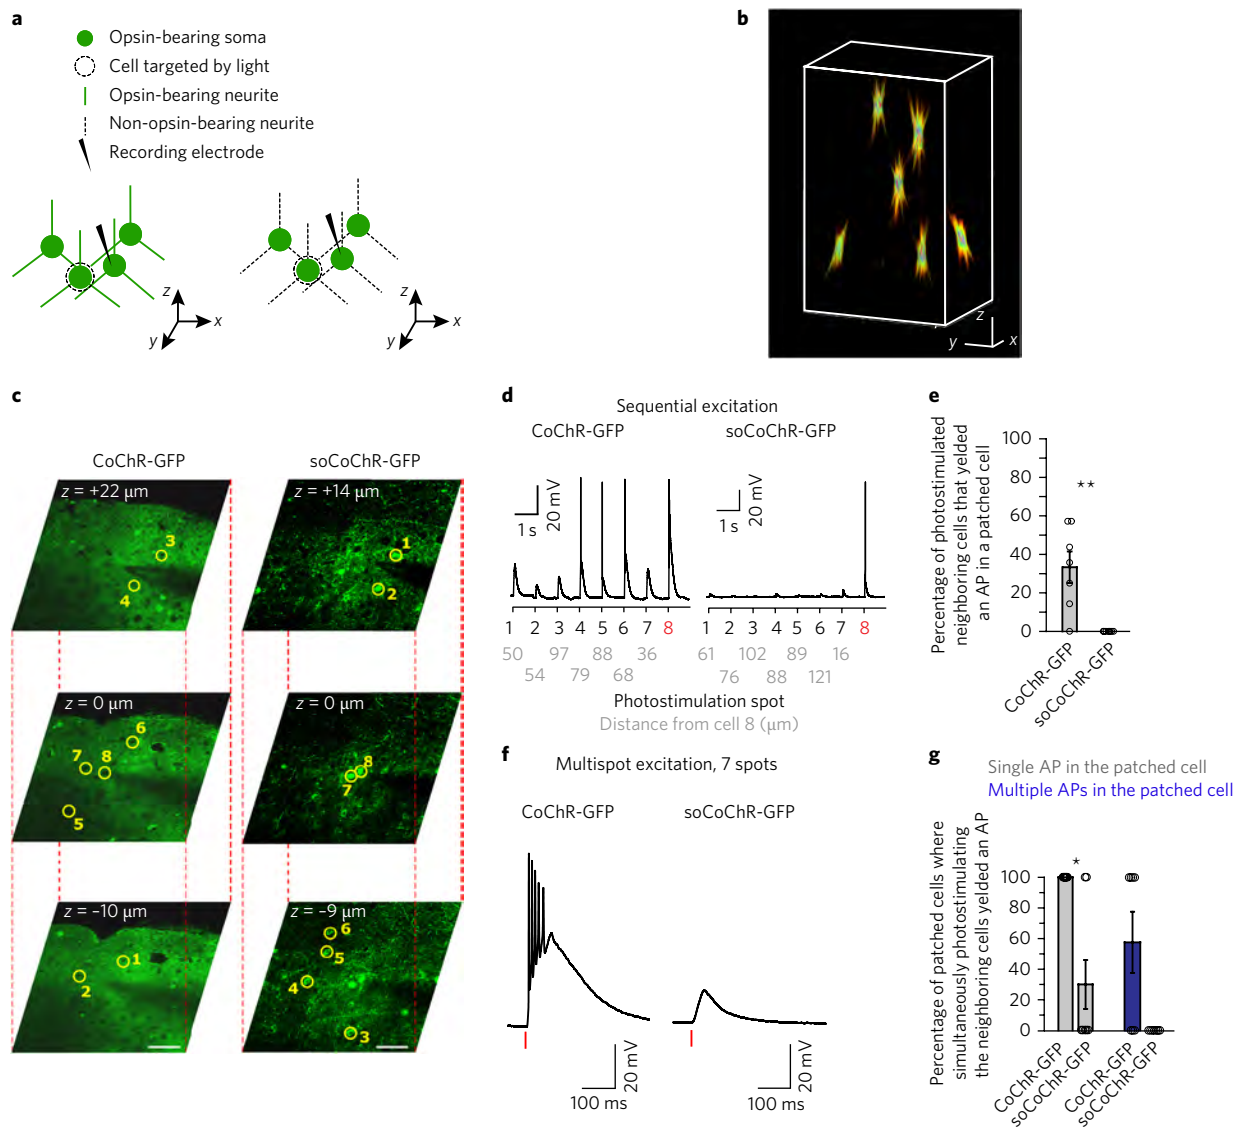 a
Opsin-bearing soma
Cell targeted by light
Opsin-bearing neurite
Non-opsin-bearing neurite
Recording electrode
z
x
y
z
x
y
b
z
y
x
c
CoChR-GFP
soCoChR-GFP
z = +22 µm
3
4
z = +14 µm
1
2
z = 0 µm
6
7
8
5
z = 0 µm
8
7
z = –10 µm
1
2
z = –9 µm
6
5
4
3
d
Sequential excitation
CoChR-GFP
soCoChR-GFP
20 mV
1 s
20 mV
1 s
1 2 3 4 5 6 7 8
50 97 88 36
54 79 68
1 2 3 4 5 6 7 8
61 102 89 16
76 88 121
Photostimulation spot
Distance from cell 8 (µm)
e
Percentage of photostimulated
neighboring cells that yelded
an AP in a patched cell
100
80
60
40
20
0
**
CoChR-GFP
soCoChR-GFP
f
Multispot excitation, 7 spots
CoChR-GFP
soCoChR-GFP
20 mV
100 ms
20 mV
100 ms
g
Single AP in the patched cell
Multiple APs in the patched cell
Percentage of patched cells where
simultaneously photostimulating
the neighboring cells yielded an AP
100
80
60
40
20
0
*
CoChR-GFP
soCoChR-GFP
CoChR-GFP
soCoChR-GFP